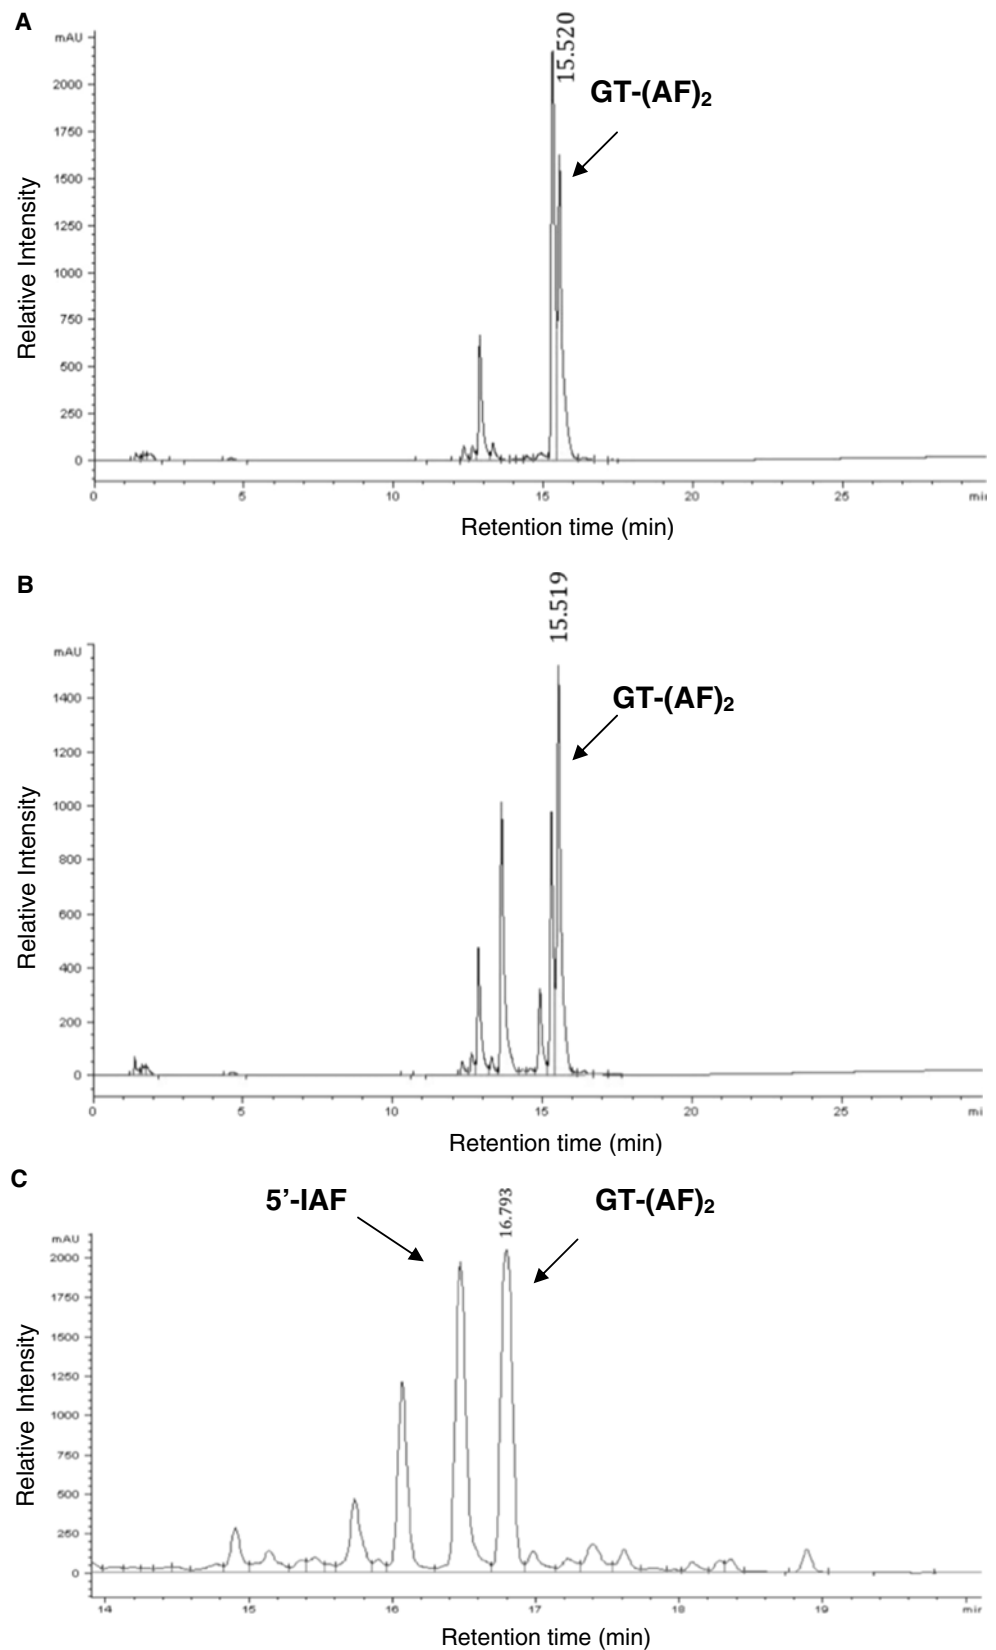 A
mAU
15.520
GT-(AF)₂
2000
1750
1500
1250
1000
750
500
250
0
Relative Intensity
0 5 10 15 20 25 min
Retention time (min)
B
mAU
15.519
GT-(AF)₂
1400
1200
1000
800
600
400
200
0
Relative Intensity
0 5 10 15 20 25 mi
Retention time (min)
C
5’-IAF
16.793
GT-(AF)₂
mAU
2000
1750
1500
1250
1000
750
500
250
0
Relative Intensity
14 15 16 17 18 19 min
Retention time (min)